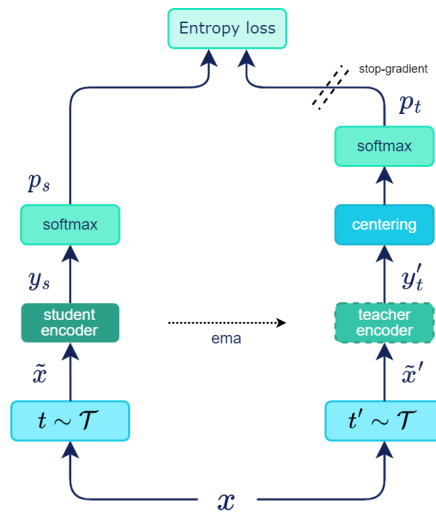 Entropy loss
stop-gradient
p_t
softmax
p_s
softmax
centering
y_s
y'_t
student
encoder
teacher
encoder
ema
x̃
x̃'
t ~ 𝒯
t' ~ 𝒯
x